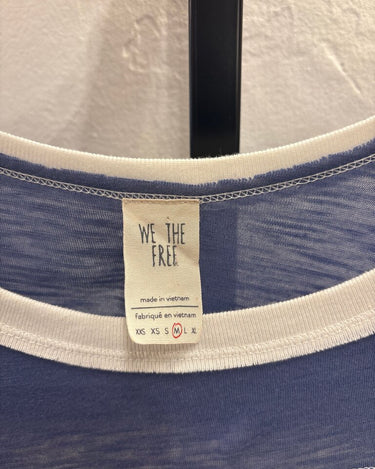 WE THE
FREE
made in vietnam
fabriqué en vietnam
XXS XS S M L XL